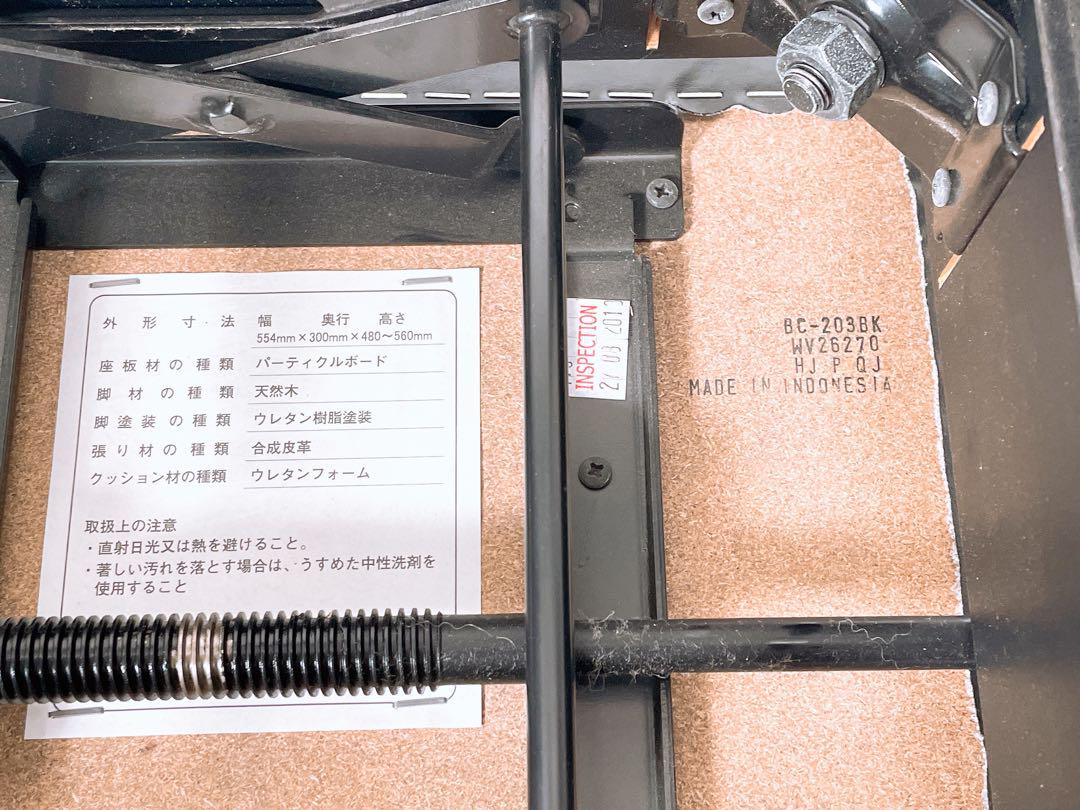 外形寸・法 幅 奥行 高さ
554mm×300mm×480～560mm
座板材の種類 パーティクルボード
脚材の種類 天然木
脚塗装の種類 ウレタン樹脂塗装
張り材の種類 合成皮革
クッション材の種類 ウレタンフォーム
取扱上の注意
・直射日光又は熱を避けること。
・著しい汚れを落とす場合は、うすめた中性洗剤を
使用すること
INSPECTION
BC-203BK
WV26270
HJ P QJ
MADE IN INDONESIA